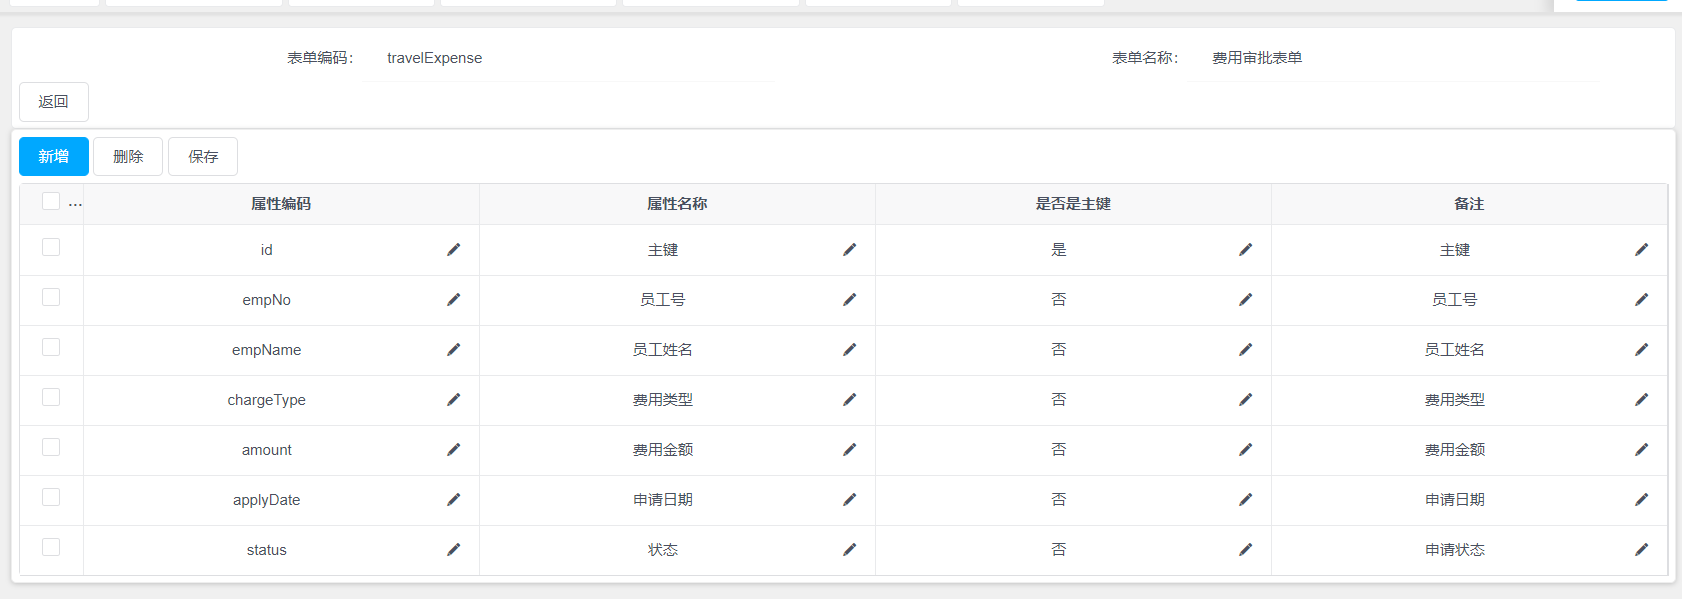 表单编码： travelExpense 表单名称： 费用审批表单
返回
新增 删除 保存
... 属性编码 属性名称 是否是主键 备注
id 主键 是 主键
empNo 员工号 否 员工号
empName 员工姓名 否 员工姓名
chargeType 费用类型 否 费用类型
amount 费用金额 否 费用金额
applyDate 申请日期 否 申请日期
status 状态 否 申请状态